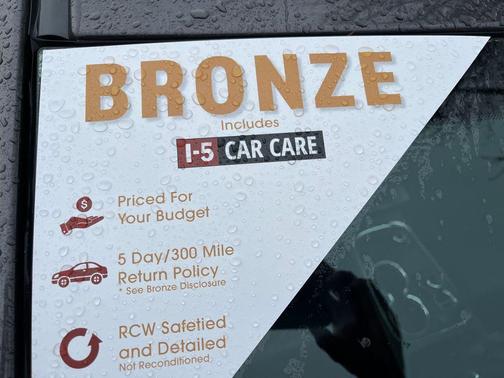 BRONZE
Includes
I-5 CAR CARE
$
Priced For
Your Budget
5 Day/300 Mile
Return Policy
* See Bronze Disclosure
RCW Safetied
and Detailed
Not Reconditioned